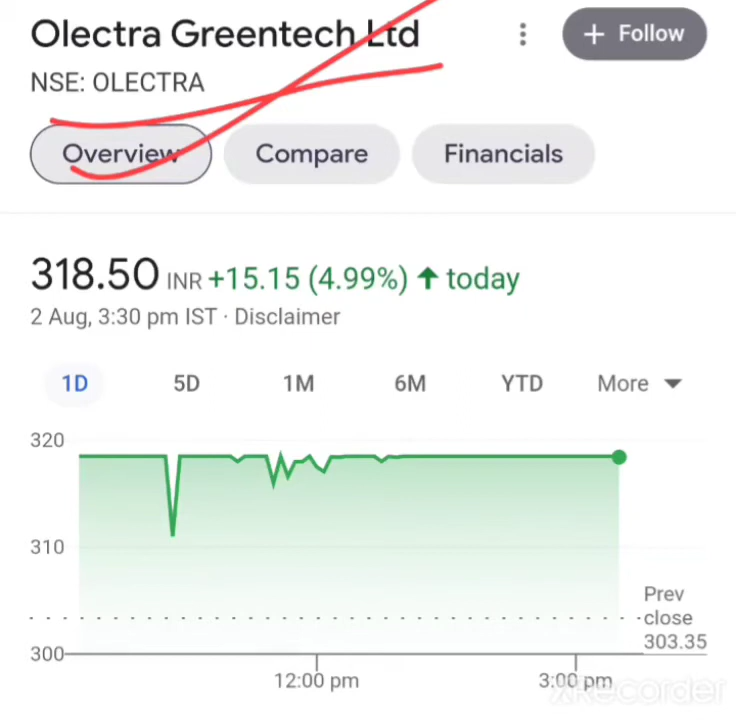 Olectra Greentech Ltd
+ Follow
NSE: OLECTRA
Overview
Compare
Financials
318.50 INR +15.15 (4.99%) ↑ today
2 Aug, 3:30 pm IST · Disclaimer
1D
5D
1M
6M
YTD
More
320
310
300
Prev
close
303.35
12:00 pm
3:00 pm
XRecorder